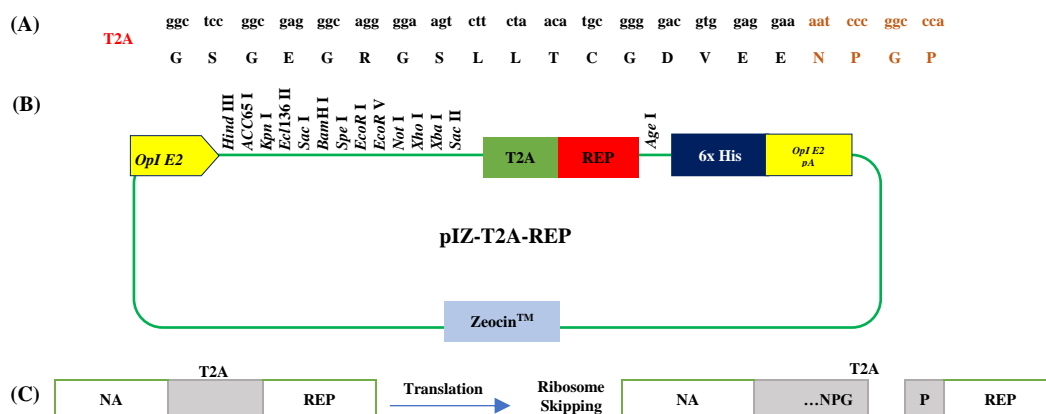 (A) ggc tcc ggc gag ggc agg gga agt ctt cta aca tgc ggg gac gtg gag gaa aat ccc ggc cca
T2A
G S G E G R G S L L T C G D V E E N P G P
(B)
Hind III
ACC65 I
Kpn I
Ecl136 II
Sac I
BamH I
Spe I
EcoR I
EcoR V
Not I
Xho I
Xba I
Sac II
Age I
OpI E2
T2A
REP
6x His
OpI E2
pA
pIZ-T2A-REP
Zeocin™
(C)
T2A
NA
REP
Translation
Ribosome
Skipping
T2A
NA
...NPG
P
REP